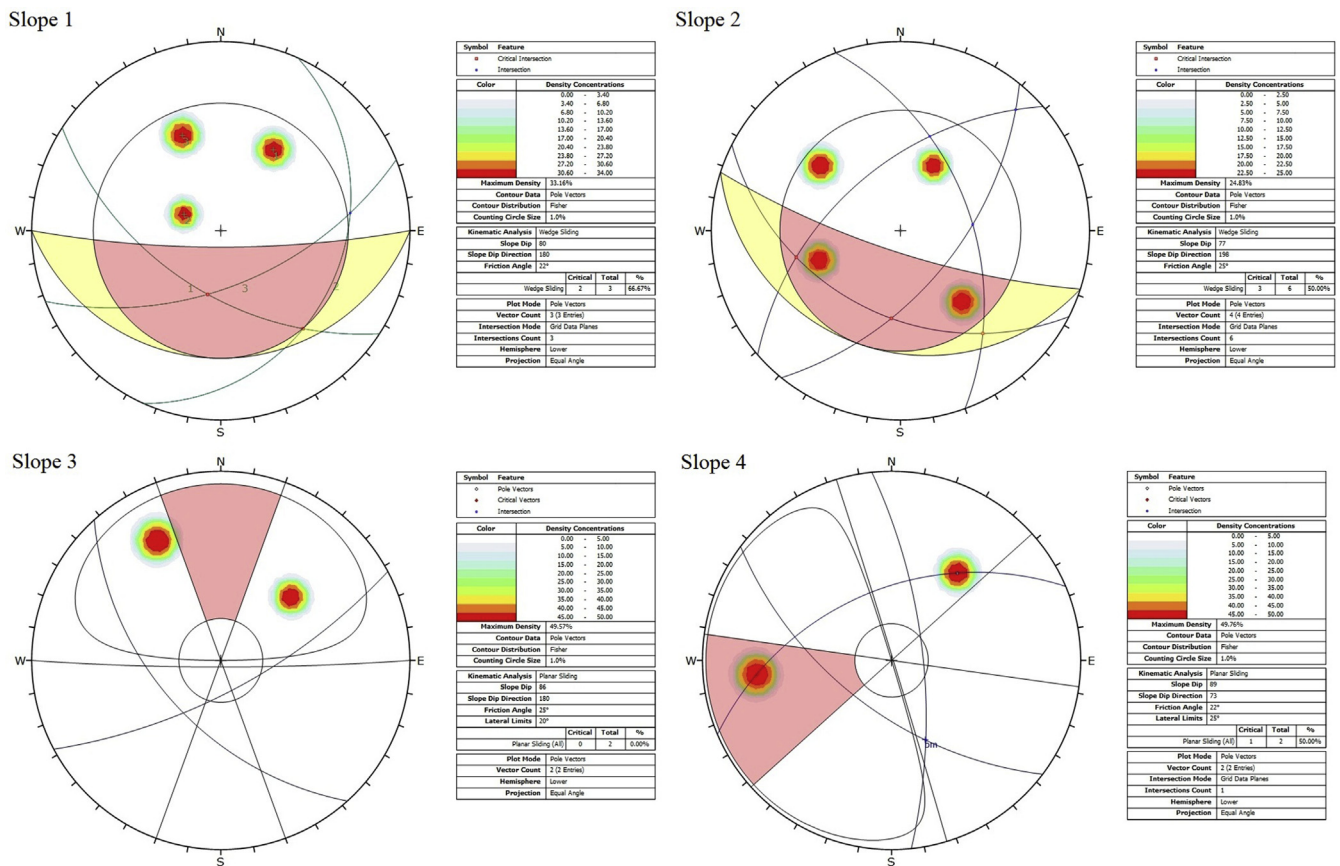 Slope 1
N
W
E
S
1
3
2
Symbol Feature
Critical Intersection
Intersection
Color Density Concentrations
0.00 - 3.40
3.40 - 6.80
6.80 - 10.20
10.20 - 13.60
13.60 - 17.00
17.00 - 20.40
20.40 - 23.80
23.80 - 27.20
27.20 - 30.60
30.60 - 34.00
Maximum Density 33.16%
Contour Data Pole Vectors
Contour Distribution Fisher
Counting Circle Size 1.0%
Kinematic Analysis Wedge Sliding
Slope Dip 80
Slope Dip Direction 180
Friction Angle 22°
Critical Total %
Wedge Sliding 2 3 66.67%
Plot Mode Pole Vectors
Vector Count 3 (3 Entries)
Intersection Mode Grid Data Planes
Intersections Count 3
Hemisphere Lower
Projection Equal Angle
Slope 2
N
W
E
S
Symbol Feature
Critical Intersection
Intersection
Color Density Concentrations
0.00 - 2.50
2.50 - 5.00
5.00 - 7.50
7.50 - 10.00
10.00 - 12.50
12.50 - 15.00
15.00 - 17.50
17.50 - 20.00
20.00 - 22.50
22.50 - 25.00
Maximum Density 24.83%
Contour Data Pole Vectors
Contour Distribution Fisher
Counting Circle Size 1.0%
Kinematic Analysis Wedge Sliding
Slope Dip 77
Slope Dip Direction 198
Friction Angle 25°
Critical Total %
Wedge Sliding 3 6 50.00%
Plot Mode Pole Vectors
Vector Count 4 (4 Entries)
Intersection Mode Grid Data Planes
Intersections Count 6
Hemisphere Lower
Projection Equal Angle
Slope 3
N
W
E
S
Symbol Feature
Pole Vectors
Critical Vectors
Intersection
Color Density Concentrations
0.00 - 5.00
5.00 - 10.00
10.00 - 15.00
15.00 - 20.00
20.00 - 25.00
25.00 - 30.00
30.00 - 35.00
35.00 - 40.00
40.00 - 45.00
45.00 - 50.00
Maximum Density 49.57%
Contour Data Pole Vectors
Contour Distribution Fisher
Counting Circle Size 1.0%
Kinematic Analysis Planar Sliding
Slope Dip 86
Slope Dip Direction 180
Friction Angle 25°
Lateral Limits 20°
Critical Total %
Planar Sliding (All) 0 2 0.00%
Plot Mode Pole Vectors
Vector Count 2 (2 Entries)
Hemisphere Lower
Projection Equal Angle
Slope 4
N
W
E
S
Symbol Feature
Pole Vectors
Critical Vectors
Intersection
Color Density Concentrations
0.00 - 5.00
5.00 - 10.00
10.00 - 15.00
15.00 - 20.00
20.00 - 25.00
25.00 - 30.00
30.00 - 35.00
35.00 - 40.00
40.00 - 45.00
45.00 - 50.00
Maximum Density 49.76%
Contour Data Pole Vectors
Contour Distribution Fisher
Counting Circle Size 1.0%
Kinematic Analysis Planar Sliding
Slope Dip 89
Slope Dip Direction 73
Friction Angle 22°
Lateral Limits 25°
Critical Total %
Planar Sliding (All) 1 2 50.00%
Plot Mode Pole Vectors
Vector Count 2 (2 Entries)
Intersection Mode Grid Data Planes
Intersections Count 1
Hemisphere Lower
Projection Equal Angle